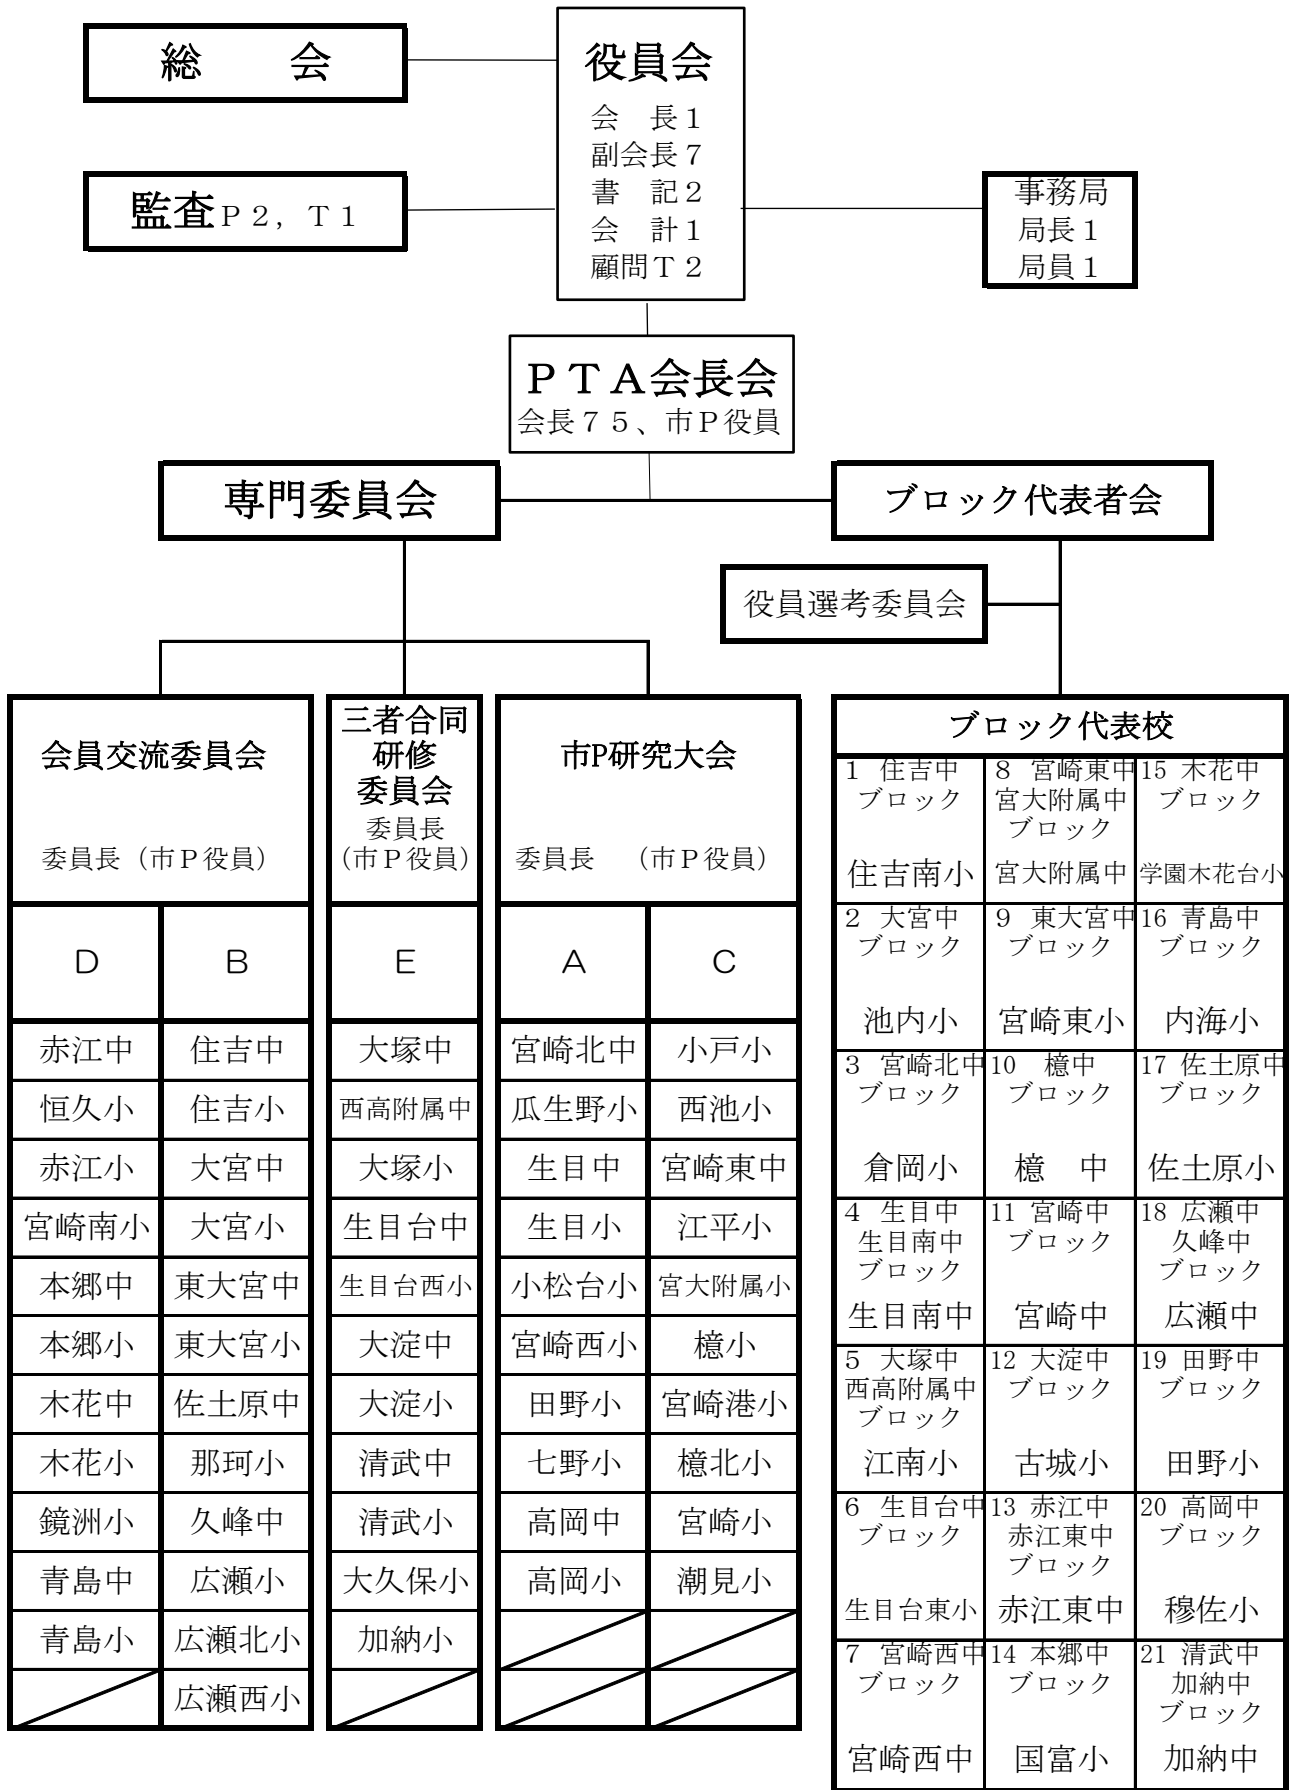 総　会
役員会
会　長１
副会長７
書　記２
会　計１
顧問Ｔ２
監査Ｐ２，Ｔ１
事務局
局長１
局員１
ＰＴＡ会長会
会長７５、市Ｐ役員
専門委員会
ブロック代表者会
役員選考委員会
会員交流委員会
委員長（市Ｐ役員）
三者合同
研修
委員会
委員長
（市Ｐ役員）
市P研究大会
委員長　（市Ｐ役員）
D B E A C
赤江中 住吉中 大塚中 宮崎北中 小戸小
恒久小 住吉小 西高附属中 瓜生野小 西池小
赤江小 大宮中 大塚小 生目中 宮崎東中
宮崎南小 大宮小 生目台中 生目小 江平小
本郷中 東大宮中 生目台西小 小松台小 宮大附属小
本郷小 東大宮小 大淀中 宮崎西小 檍小
木花中 佐土原中 大淀小 田野小 宮崎港小
木花小 那珂小 清武中 七野小 檍北小
鏡洲小 久峰中 清武小 高岡中 宮崎小
青島中 広瀬小 大久保小 高岡小 潮見小
青島小 広瀬北小 加納小
広瀬西小
ブロック代表校
1 住吉中
ブロック
住吉南小
8 宮崎東中
宮大附属中
ブロック
宮大附属中
15 木花中
ブロック
学園木花台小
2 大宮中
ブロック
池内小
9 東大宮中
ブロック
宮崎東小
16 青島中
ブロック
内海小
3 宮崎北中
ブロック
倉岡小
10 檍中
ブロック
檍　中
17 佐土原中
ブロック
佐土原小
4 生目中
生目南中
ブロック
生目南中
11 宮崎中
ブロック
宮崎中
18 広瀬中
久峰中
ブロック
広瀬中
5 大塚中
西高附属中
ブロック
江南小
12 大淀中
ブロック
古城小
19 田野中
ブロック
田野小
6 生目台中
ブロック
生目台東小
13 赤江中
赤江東中
ブロック
赤江東中
20 高岡中
ブロック
穆佐小
7 宮崎西中
ブロック
宮崎西中
14 本郷中
ブロック
国富小
21 清武中
加納中
ブロック
加納中